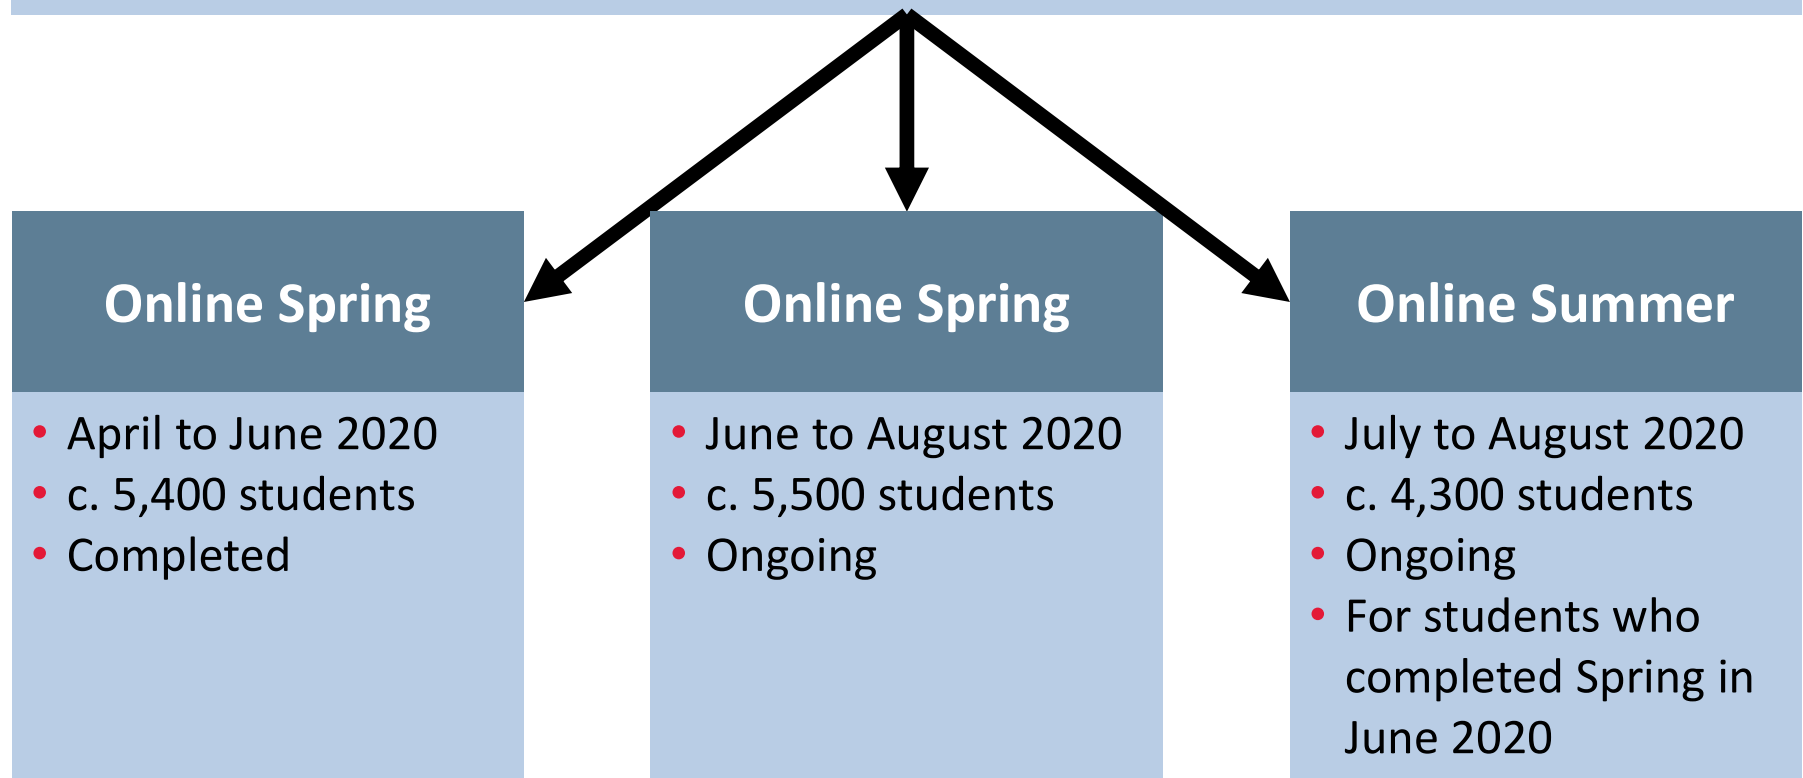 Online Spring
• April to June 2020
• c. 5,400 students
• Completed
Online Spring
• June to August 2020
• c. 5,500 students
• Ongoing
Online Summer
• July to August 2020
• c. 4,300 students
• Ongoing
• For students who
completed Spring in
June 2020